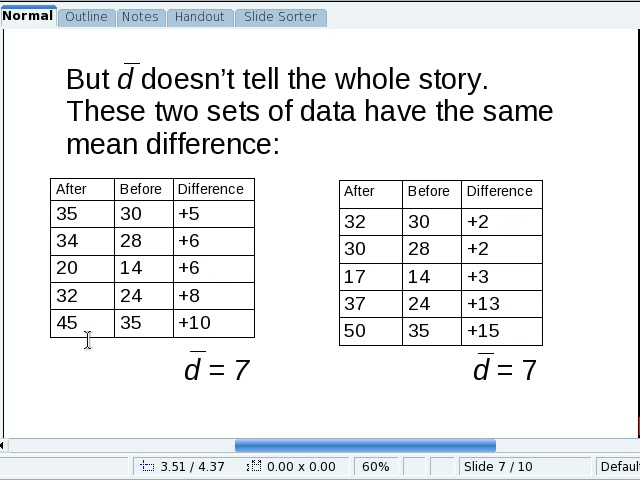 Normal Outline Notes Handout Slide Sorter
But d̅ doesn’t tell the whole story.
These two sets of data have the same
mean difference:
After Before Difference
35 30 +5
34 28 +6
20 14 +6
32 24 +8
45 35 +10
d̅ = 7
After Before Difference
32 30 +2
30 28 +2
17 14 +3
37 24 +13
50 35 +15
d̅ = 7
3.51 / 4.37 0.00 x 0.00 60% Slide 7 / 10 Defaul